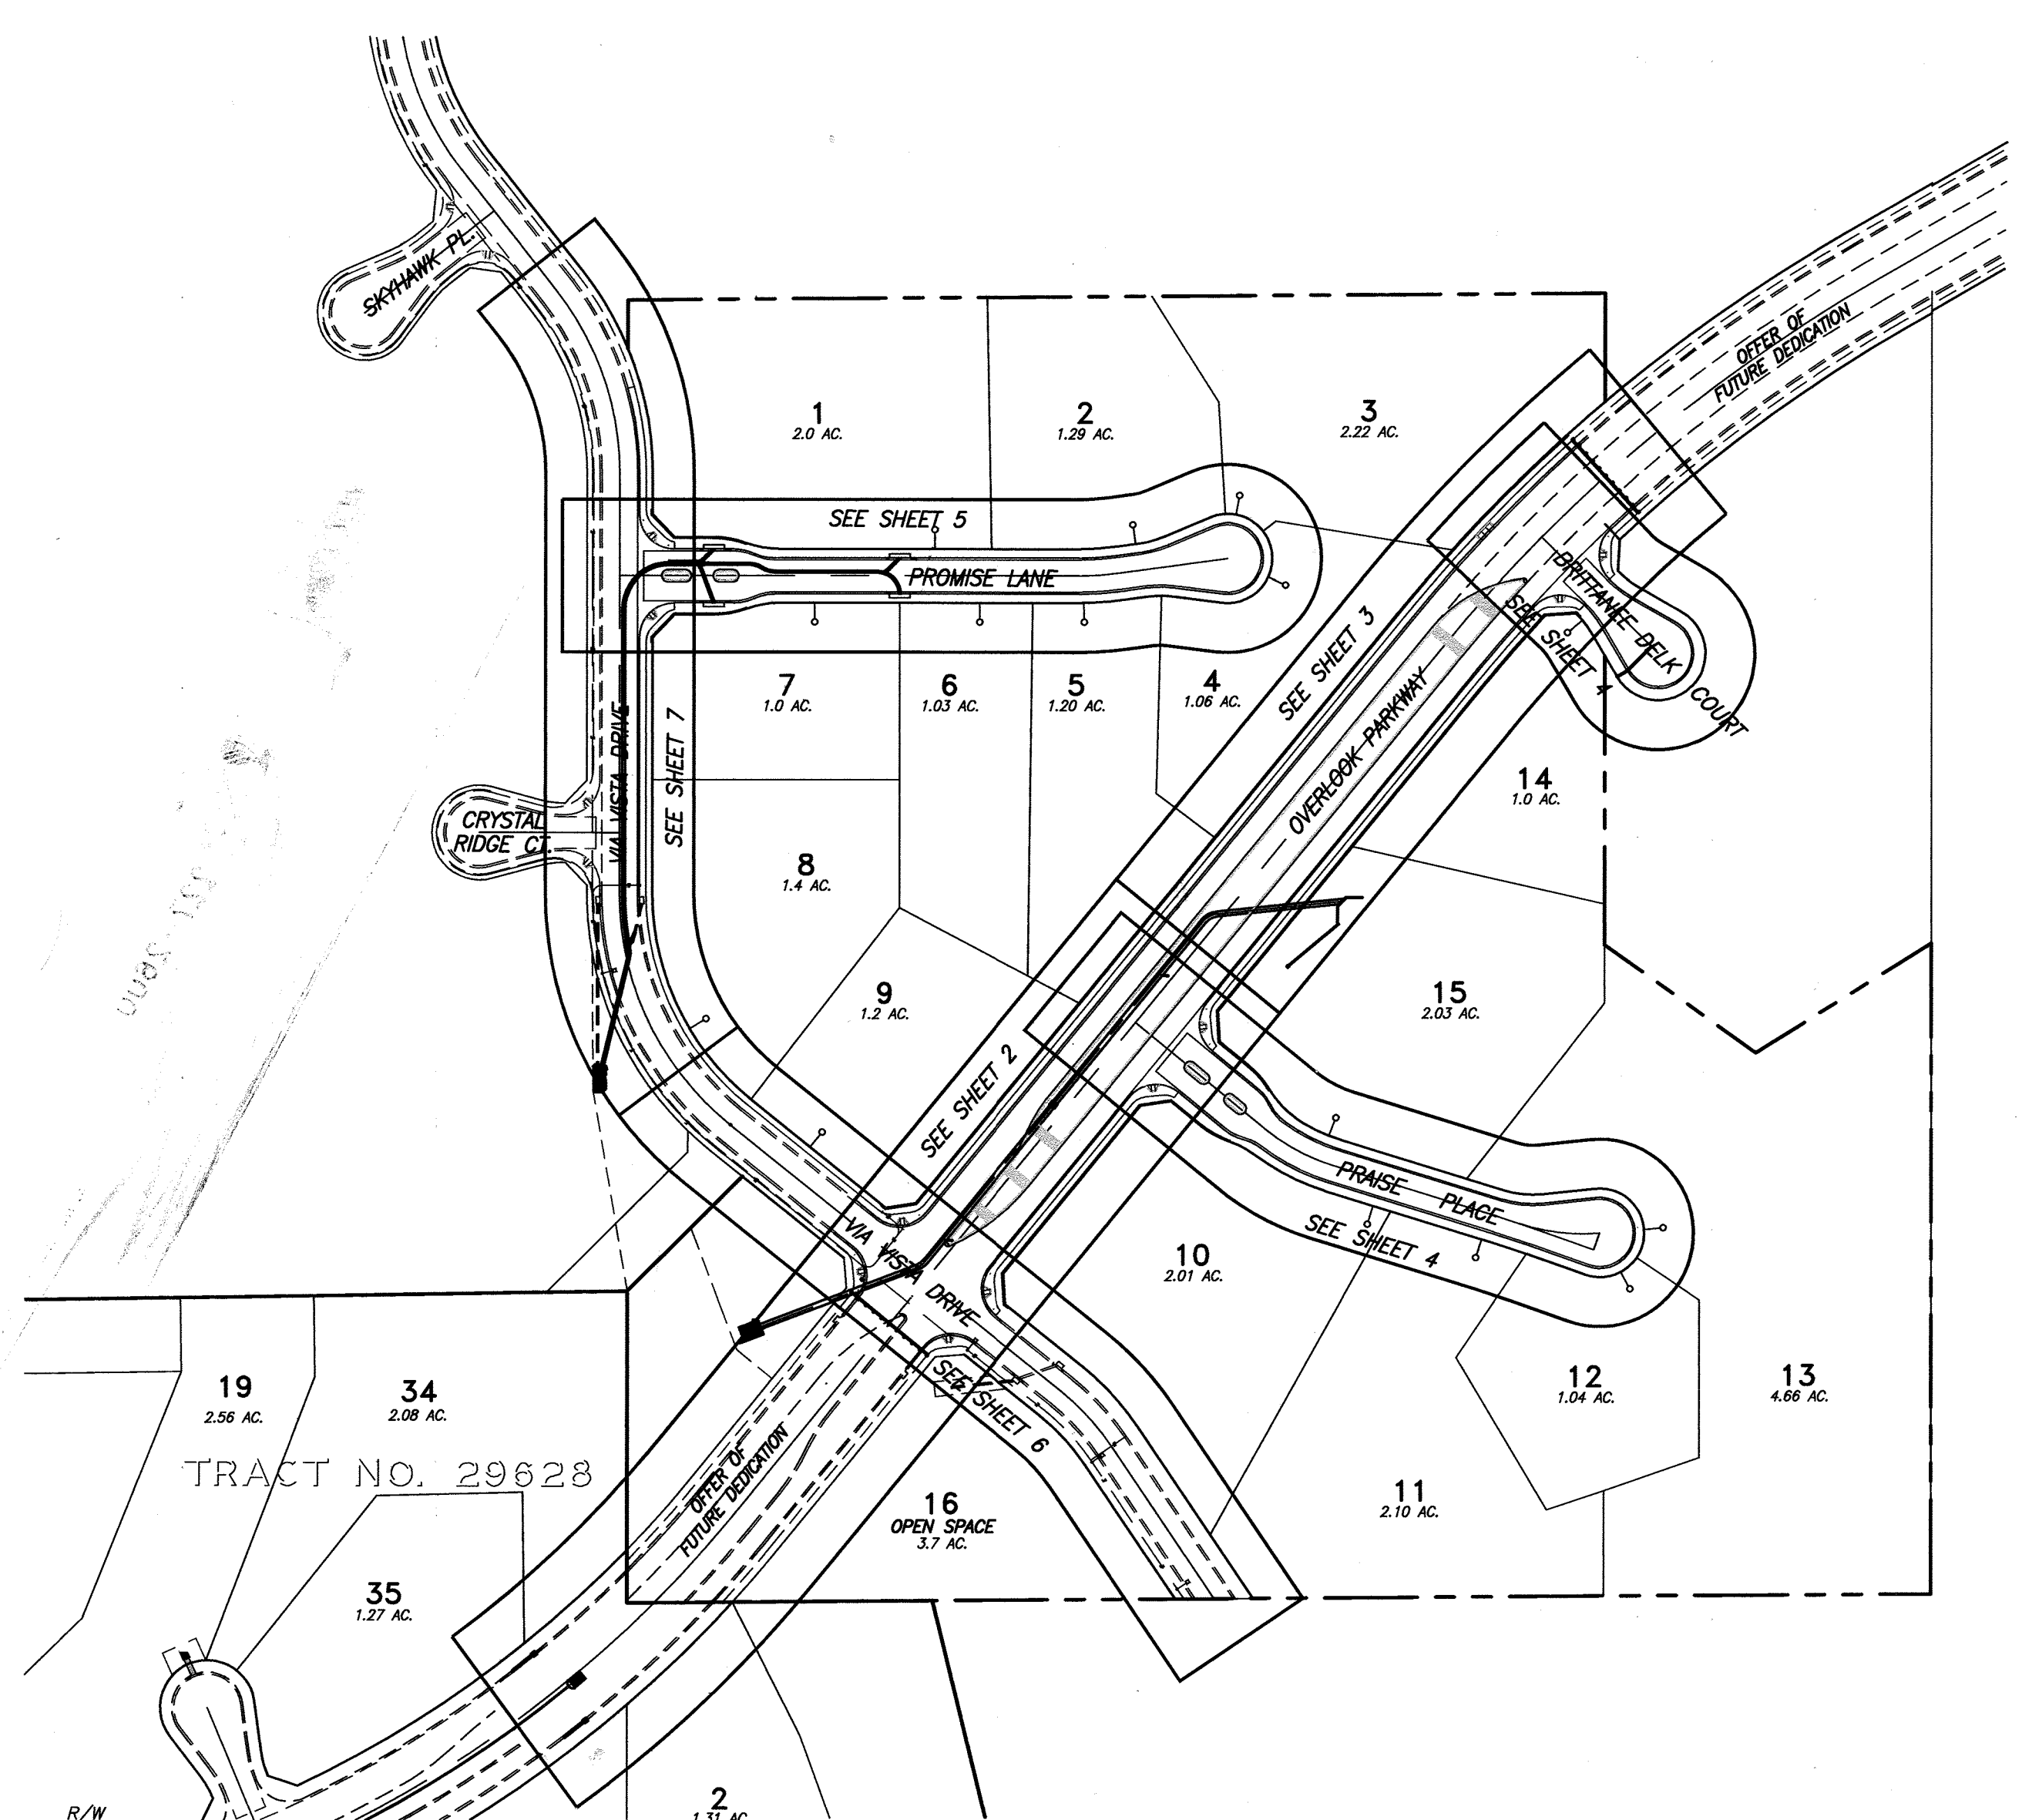 SKYHAWK PL.
OFFER OF
FUTURE DEDICATION
1
2.0 AC.
2
1.29 AC.
3
2.22 AC.
SEE SHEET 5
PROMISE LANE
BRITTANEE DELK COURT
SEE SHEET 4
SEE SHEET 3
OVERLOOK PARKWAY
7
1.0 AC.
6
1.03 AC.
5
1.20 AC.
4
1.06 AC.
VIA VISTA DRIVE
SEE SHEET 7
14
1.0 AC.
CRYSTAL
RIDGE CT.
8
1.4 AC.
9
1.2 AC.
15
2.03 AC.
SEE SHEET 2
PRAISE PLACE
SEE SHEET 4
VIA VISTA DRIVE
10
2.01 AC.
19
2.56 AC.
34
2.08 AC.
SEE SHEET 6
12
1.04 AC.
13
4.66 AC.
TRACT NO. 29628
OFFER OF
FUTURE DEDICATION
16
OPEN SPACE
3.7 AC.
11
2.10 AC.
35
1.27 AC.
2
1.31 AC.
R/W